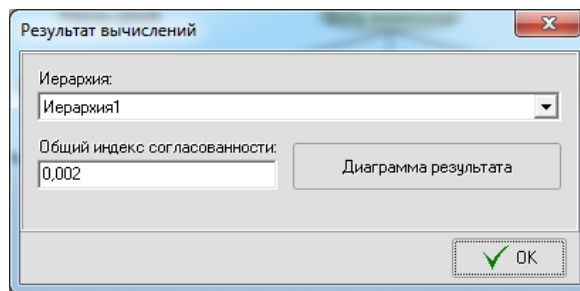 Результат вычислений
Иерархия:
Иерархия1
Общий индекс согласованности:
0,002
Диаграмма результата
OK